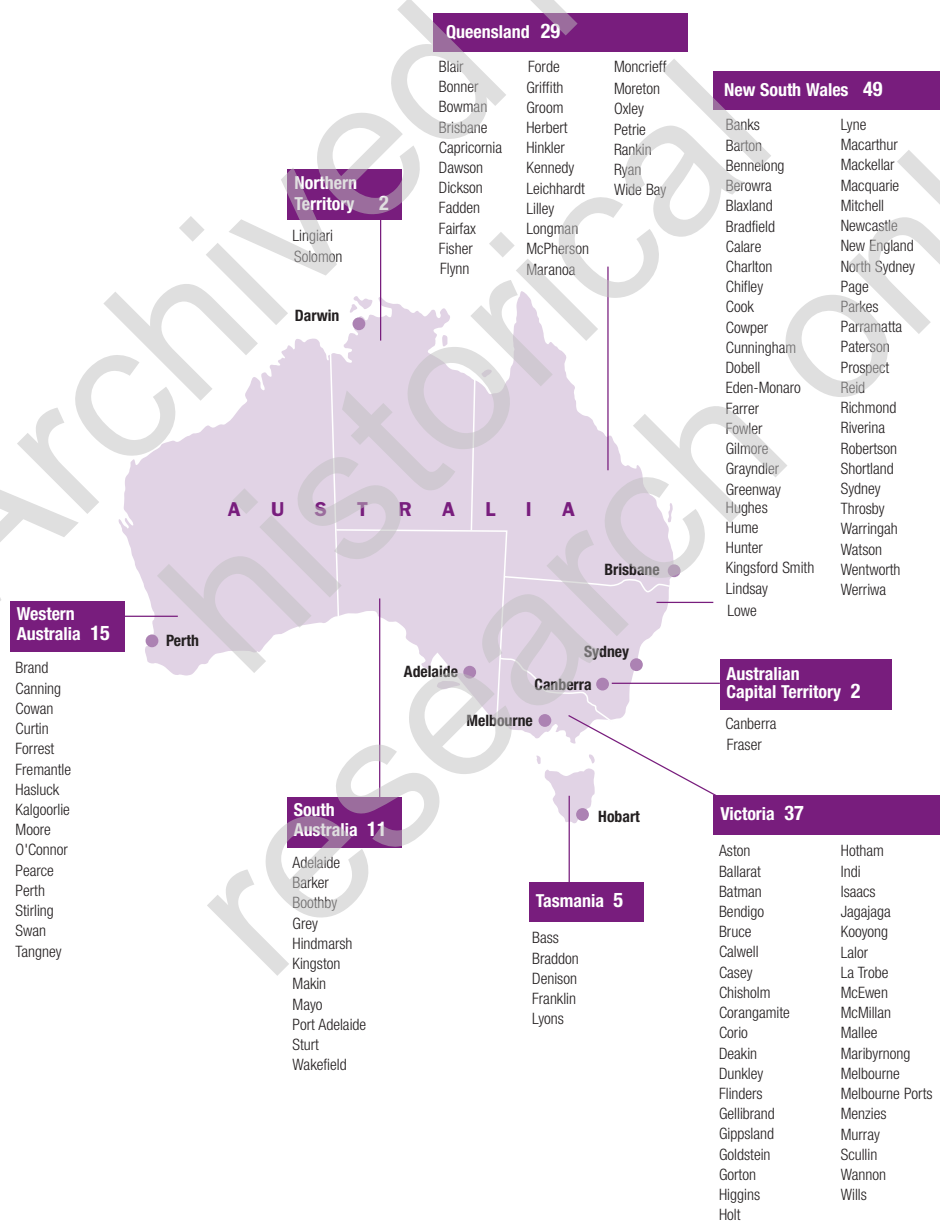 Queensland 29
Blair
Bonner
Bowman
Brisbane
Capricornia
Dawson
Dickson
Fadden
Fairfax
Fisher
Flynn
Forde
Griffith
Groom
Herbert
Hinkler
Kennedy
Leichhardt
Lilley
Longman
McPherson
Maranoa
Moncrieff
Moreton
Oxley
Petrie
Rankin
Ryan
Wide Bay
New South Wales 49
Banks
Barton
Bennelong
Berowra
Blaxland
Bradfield
Calare
Charlton
Chifley
Cook
Cowper
Cunningham
Dobell
Eden-Monaro
Farrer
Fowler
Gilmore
Grayndler
Greenway
Hughes
Hume
Hunter
Kingsford Smith
Lindsay
Lowe
Lyne
Macarthur
Mackellar
Macquarie
Mitchell
Newcastle
New England
North Sydney
Page
Parkes
Parramatta
Paterson
Prospect
Reid
Richmond
Riverina
Robertson
Shortland
Sydney
Throsby
Warringah
Watson
Wentworth
Werriwa
Northern
Territory 2
Lingiari
Solomon
Darwin
AUSTRALIA
Brisbane
Perth
Adelaide
Sydney
Canberra
Melbourne
Hobart
Western
Australia 15
Brand
Canning
Cowan
Curtin
Forrest
Fremantle
Hasluck
Kalgoorlie
Moore
O'Connor
Pearce
Perth
Stirling
Swan
Tangney
South
Australia 11
Adelaide
Barker
Boothby
Grey
Hindmarsh
Kingston
Makin
Mayo
Port Adelaide
Sturt
Wakefield
Tasmania 5
Bass
Braddon
Denison
Franklin
Lyons
Australian
Capital Territory 2
Canberra
Fraser
Victoria 37
Aston
Ballarat
Batman
Bendigo
Bruce
Calwell
Casey
Chisholm
Corangamite
Corio
Deakin
Dunkley
Flinders
Gellibrand
Gippsland
Goldstein
Gorton
Higgins
Holt
Hotham
Indi
Isaacs
Jagajaga
Kooyong
Lalor
La Trobe
McEwen
McMillan
Mallee
Maribyrnong
Melbourne
Melbourne Ports
Menzies
Murray
Scullin
Wannon
Wills
Archived
historical
research